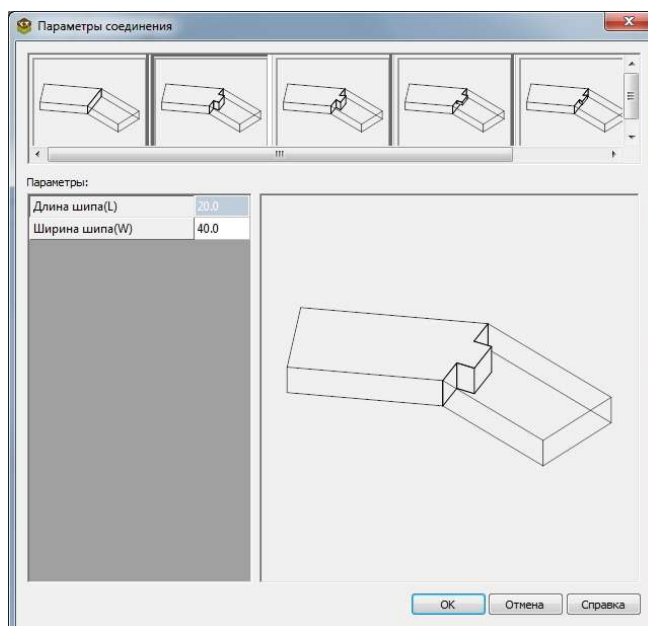 Параметры соединения
Параметры:
Длина шипа(L) 20.0
Ширина шипа(W) 40.0
OK Отмена Справка